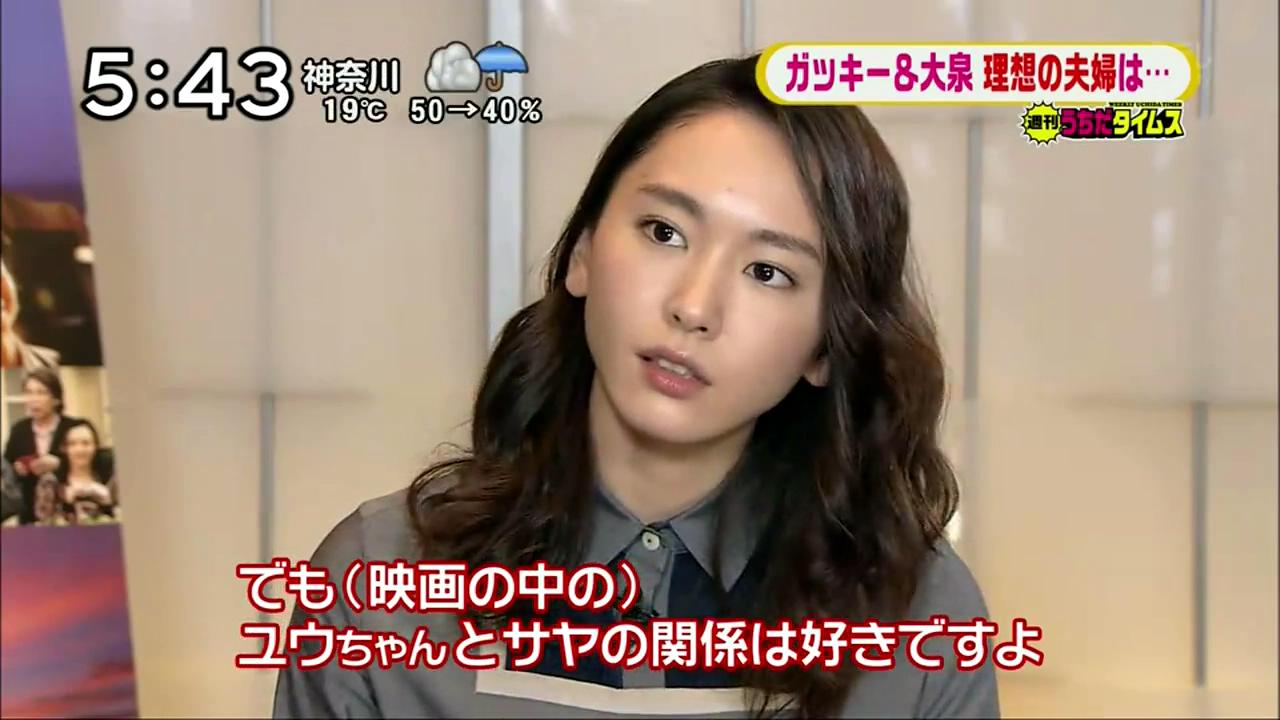 5:43 神奈川
19℃ 50→40%
ガッキー&大泉 理想の夫婦は…
WEEKLY UCHIDA TIMES
週刊うちだタイムス
でも(映画の中の)
ユウちゃんとサヤの関係は好きですよ